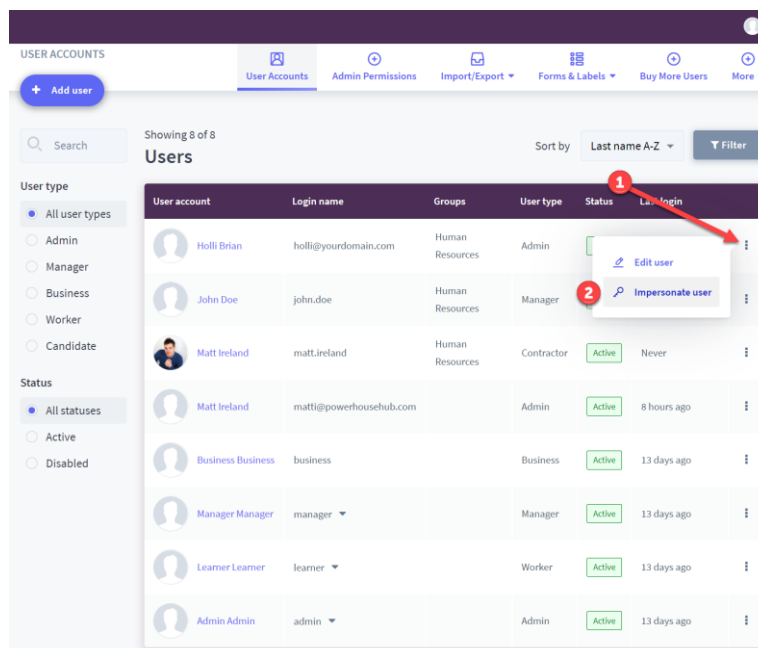 USER ACCOUNTS
+ Add user
User Accounts
Admin Permissions
Import/Export
Forms & Labels
Buy More Users
More
Search
Showing 8 of 8
Users
Sort by
Last name A-Z
Filter
User type
All user types
Admin
Manager
Business
Worker
Candidate
Status
All statuses
Active
Disabled
User account Login name Groups User type Status Last login
1
Holli Brian holli@yourdomain.com Human Resources Admin
Edit user
2 Impersonate user
John Doe john.doe Human Resources Manager
Matt Ireland matt.ireland Human Resources Contractor Active Never
Matt Ireland matti@powerhousehub.com Admin Active 8 hours ago
Business Business business Business Active 13 days ago
Manager Manager manager Manager Active 13 days ago
Learner Learner learner Worker Active 13 days ago
Admin Admin admin Admin Active 13 days ago